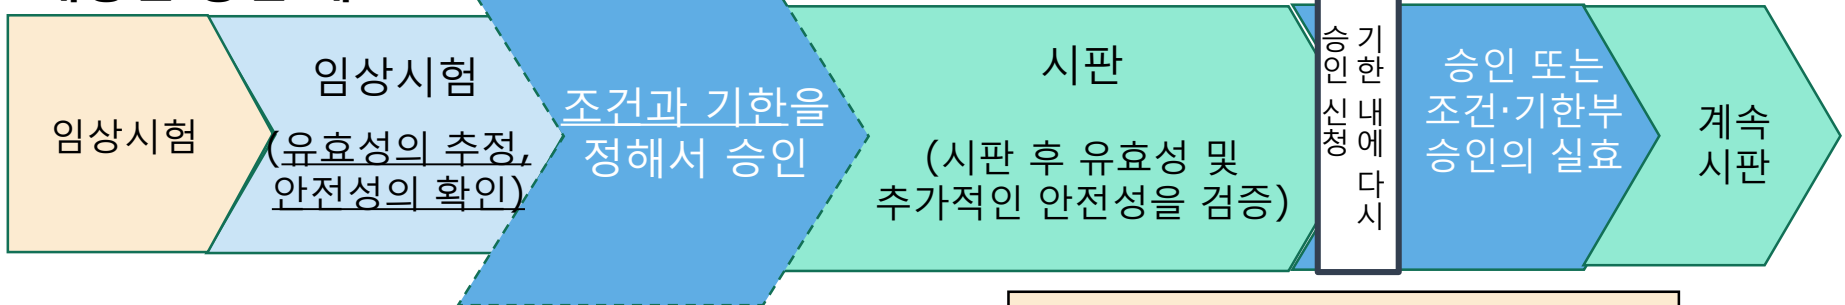 임상시험
임상시험
(유효성의 추정,
안전성의 확인)
조건과 기한을
정해서 승인
시판
(시판 후 유효성 및
추가적인 안전성을 검증)
기한 내에 다시
승인 신청
승인 또는
조건·기한부
승인의 실효
계속
시판